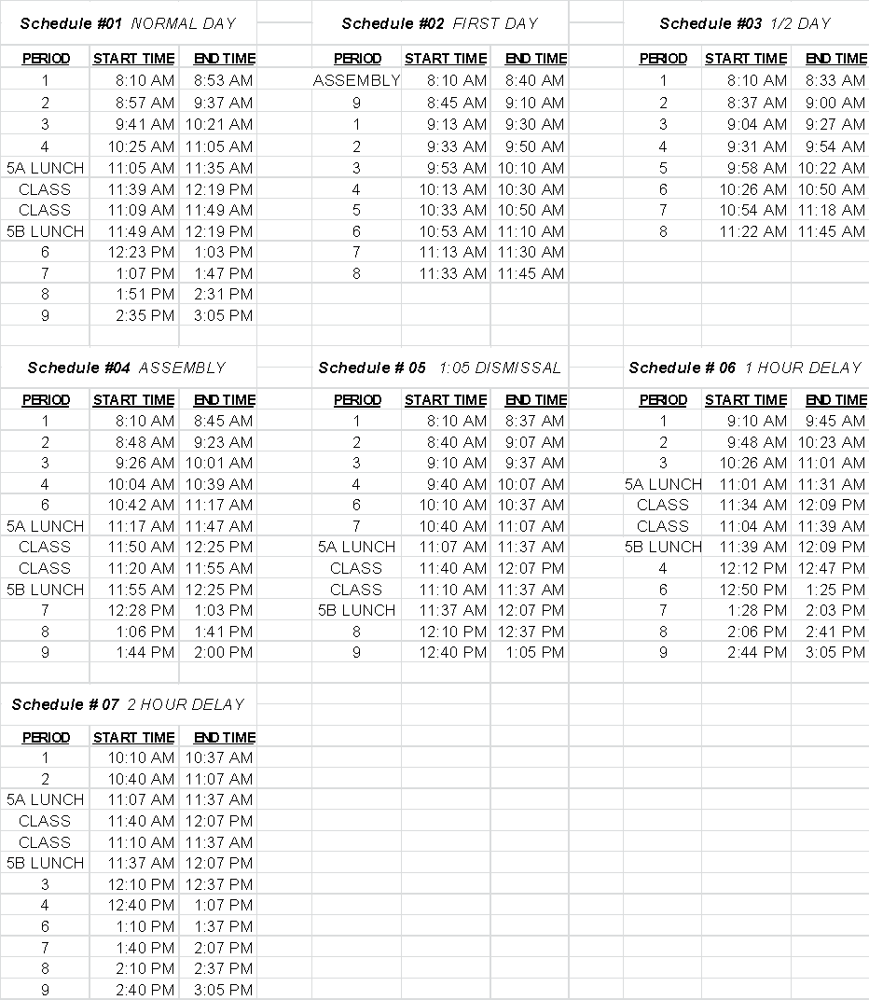 Schedule #01 NORMAL DAY
PERIOD START TIME END TIME
1 8:10 AM 8:53 AM
2 8:57 AM 9:37 AM
3 9:41 AM 10:21 AM
4 10:25 AM 11:05 AM
5A LUNCH 11:05 AM 11:35 AM
CLASS 11:39 AM 12:19 PM
CLASS 11:09 AM 11:49 AM
5B LUNCH 11:49 AM 12:19 PM
6 12:23 PM 1:03 PM
7 1:07 PM 1:47 PM
8 1:51 PM 2:31 PM
9 2:35 PM 3:05 PM
Schedule #02 FIRST DAY
PERIOD START TIME END TIME
ASSEMBLY 8:10 AM 8:40 AM
9 8:45 AM 9:10 AM
1 9:13 AM 9:30 AM
2 9:33 AM 9:50 AM
3 9:53 AM 10:10 AM
4 10:13 AM 10:30 AM
5 10:33 AM 10:50 AM
6 10:53 AM 11:10 AM
7 11:13 AM 11:30 AM
8 11:33 AM 11:45 AM
Schedule #03 1/2 DAY
PERIOD START TIME END TIME
1 8:10 AM 8:33 AM
2 8:37 AM 9:00 AM
3 9:04 AM 9:27 AM
4 9:31 AM 9:54 AM
5 9:58 AM 10:22 AM
6 10:26 AM 10:50 AM
7 10:54 AM 11:18 AM
8 11:22 AM 11:45 AM
Schedule #04 ASSEMBLY
PERIOD START TIME END TIME
1 8:10 AM 8:45 AM
2 8:48 AM 9:23 AM
3 9:26 AM 10:01 AM
4 10:04 AM 10:39 AM
6 10:42 AM 11:17 AM
5A LUNCH 11:17 AM 11:47 AM
CLASS 11:50 AM 12:25 PM
CLASS 11:20 AM 11:55 AM
5B LUNCH 11:55 AM 12:25 PM
7 12:28 PM 1:03 PM
8 1:06 PM 1:41 PM
9 1:44 PM 2:00 PM
Schedule # 05 1:05 DISMISSAL
PERIOD START TIME END TIME
1 8:10 AM 8:37 AM
2 8:40 AM 9:07 AM
3 9:10 AM 9:37 AM
4 9:40 AM 10:07 AM
6 10:10 AM 10:37 AM
7 10:40 AM 11:07 AM
5A LUNCH 11:07 AM 11:37 AM
CLASS 11:40 AM 12:07 PM
CLASS 11:10 AM 11:37 AM
5B LUNCH 11:37 AM 12:07 PM
8 12:10 PM 12:37 PM
9 12:40 PM 1:05 PM
Schedule # 06 1 HOUR DELAY
PERIOD START TIME END TIME
1 9:10 AM 9:45 AM
2 9:48 AM 10:23 AM
3 10:26 AM 11:01 AM
5A LUNCH 11:01 AM 11:31 AM
CLASS 11:34 AM 12:09 PM
CLASS 11:04 AM 11:39 AM
5B LUNCH 11:39 AM 12:09 PM
4 12:12 PM 12:47 PM
6 12:50 PM 1:25 PM
7 1:28 PM 2:03 PM
8 2:06 PM 2:41 PM
9 2:44 PM 3:05 PM
Schedule # 07 2 HOUR DELAY
PERIOD START TIME END TIME
1 10:10 AM 10:37 AM
2 10:40 AM 11:07 AM
5A LUNCH 11:07 AM 11:37 AM
CLASS 11:40 AM 12:07 PM
CLASS 11:10 AM 11:37 AM
5B LUNCH 11:37 AM 12:07 PM
3 12:10 PM 12:37 PM
4 12:40 PM 1:07 PM
6 1:10 PM 1:37 PM
7 1:40 PM 2:07 PM
8 2:10 PM 2:37 PM
9 2:40 PM 3:05 PM